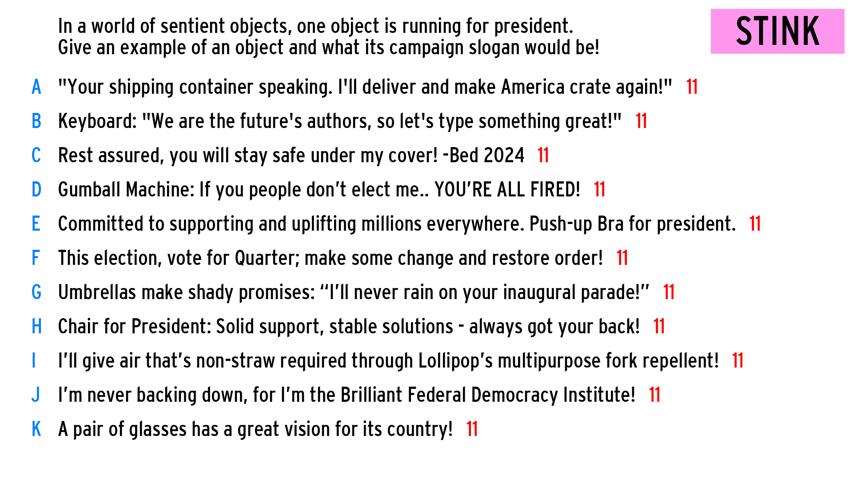 In a world of sentient objects, one object is running for president.
Give an example of an object and what its campaign slogan would be!
STINK
A "Your shipping container speaking. I'll deliver and make America crate again!" 11
B Keyboard: "We are the future's authors, so let's type something great!" 11
C Rest assured, you will stay safe under my cover! -Bed 2024 11
D Gumball Machine: If you people don’t elect me.. YOU’RE ALL FIRED! 11
E Committed to supporting and uplifting millions everywhere. Push-up Bra for president. 11
F This election, vote for Quarter; make some change and restore order! 11
G Umbrellas make shady promises: “I’ll never rain on your inaugural parade!” 11
H Chair for President: Solid support, stable solutions - always got your back! 11
I I’ll give air that’s non-straw required through Lollipop’s multipurpose fork repellent! 11
J I’m never backing down, for I’m the Brilliant Federal Democracy Institute! 11
K A pair of glasses has a great vision for its country! 11